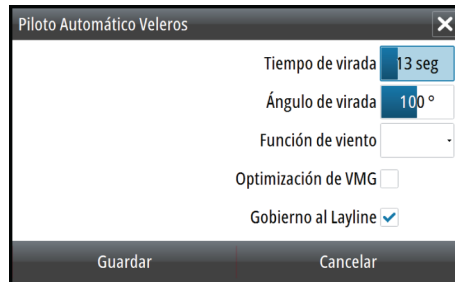 Piloto Automático Veleros
Tiempo de virada 13 seg
Ángulo de virada 100 °
Función de viento
Optimización de VMG
Gobierno al Layline
Guardar Cancelar